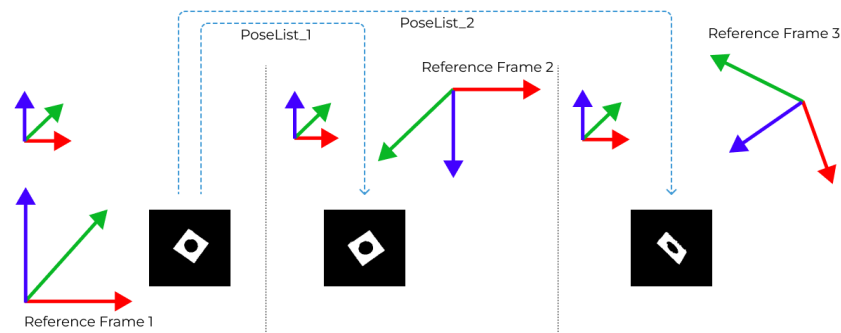 PoseList_2
PoseList_1
Reference Frame 3
Reference Frame 2
Reference Frame 1